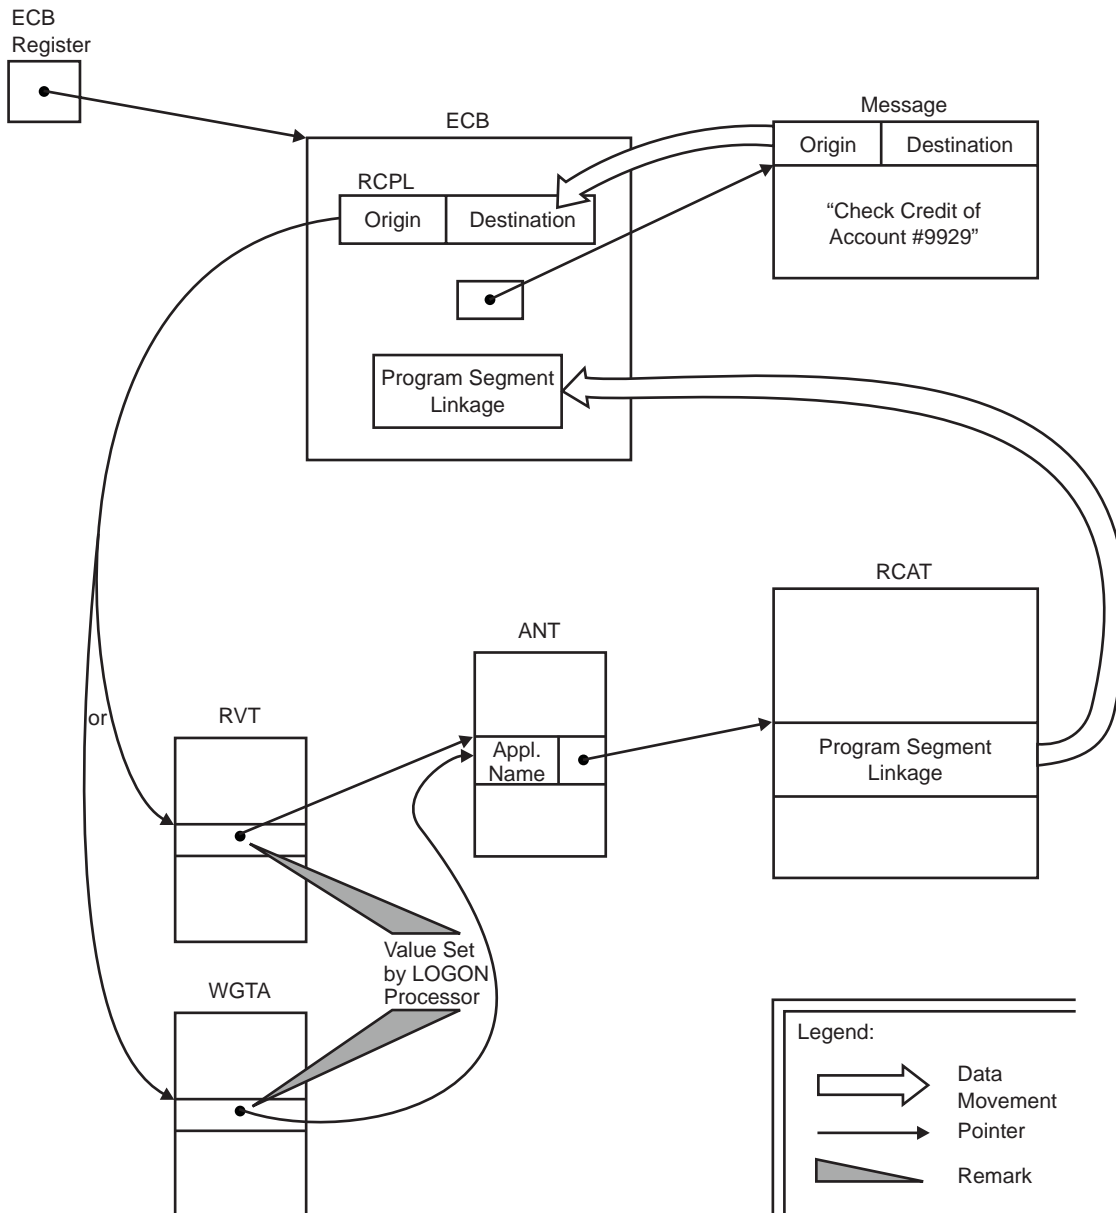 ECB
Register
ECB
Message
Origin Destination
RCPL
Origin Destination
“Check Credit of
Account #9929”
Program Segment
Linkage
RCAT
ANT
or
RVT
Appl.
Name
Program Segment
Linkage
Value Set
by LOGON
Processor
WGTA
Legend:
Data
Movement
Pointer
Remark